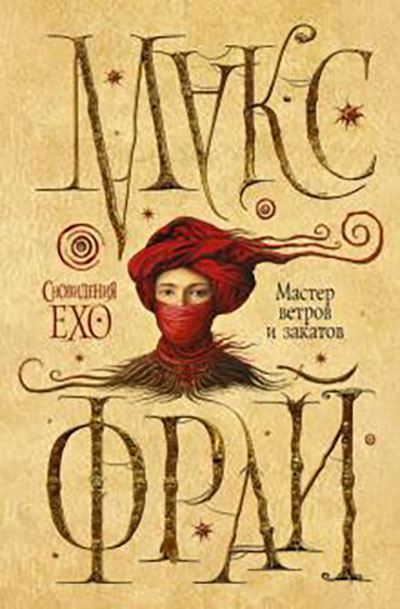 МАКС
Сновидения
ЕХО
Мастер
ветров
и закатов
ФРАЙ